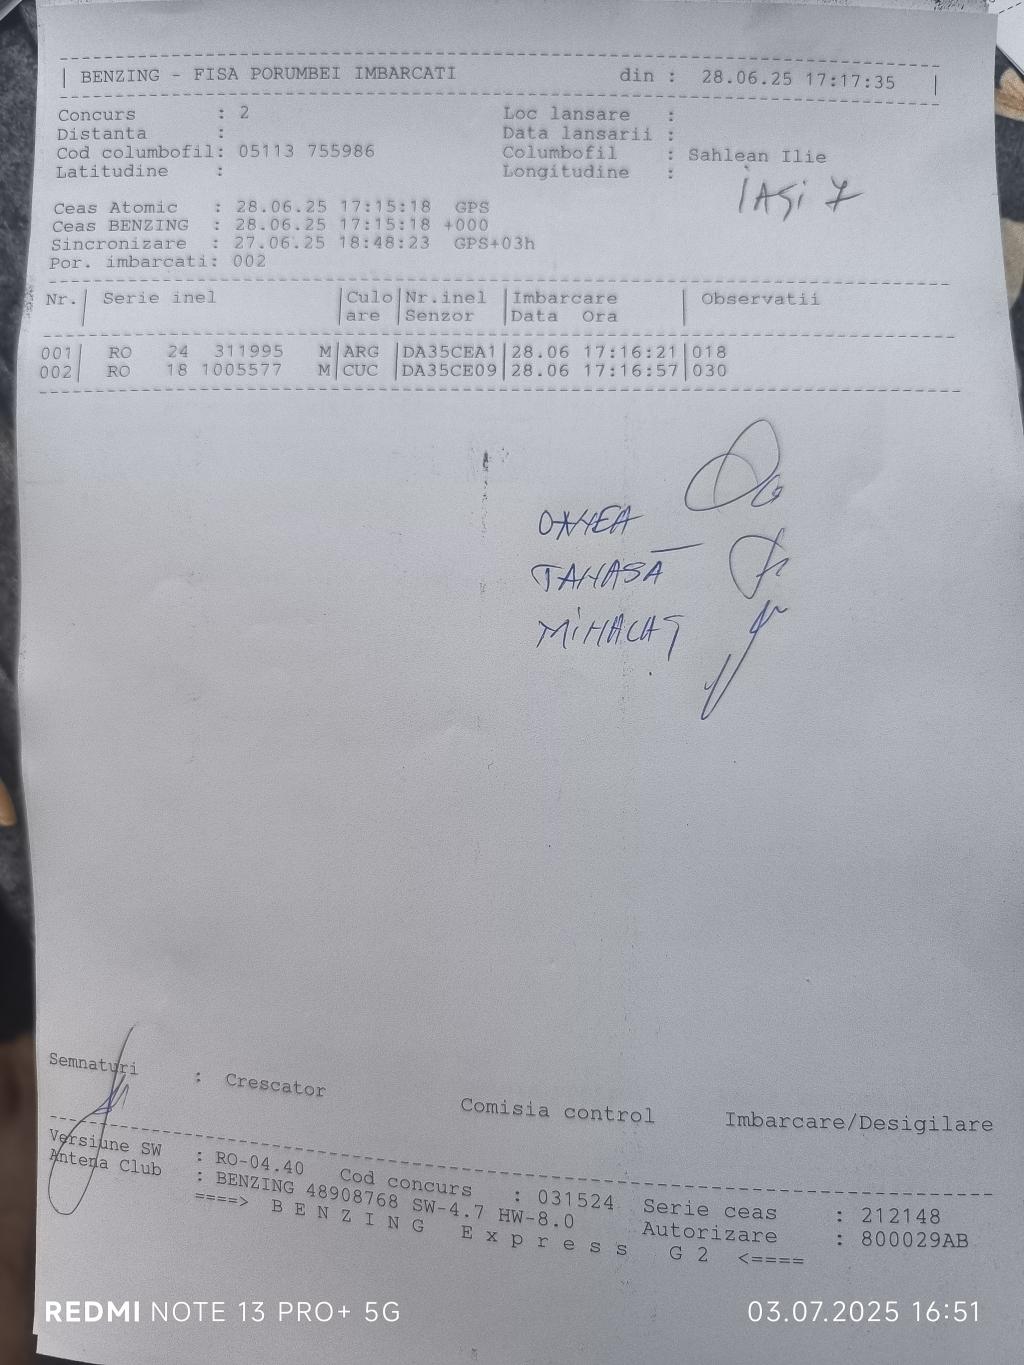 BENZING - FISA PORUMBEI IMBARCATI din : 28.06.25 17:17:35
Concurs : 2 Loc lansare :
Distanta : Data lansarii :
Cod columbofil: 05113 755986 Columbofil : Sahlean Ilie
Latitudine : Longitudine :
IAȘI 7
Ceas Atomic : 28.06.25 17:15:18 GPS
Ceas BENZING : 28.06.25 17:15:18 +000
Sincronizare : 27.06.25 18:48:23 GPS+03h
Por. imbarcati: 002
Nr.| Serie inel |Culo|Nr.inel |Imbarcare | Observatii
|are |Senzor |Data Ora |
001| RO 24 311995 M|ARG |DA35CEA1|28.06 17:16:21|018
002| RO 18 1005577 M|CUC |DA35CE09|28.06 17:16:57|030
TANASĂ
Semnaturi : Crescator Comisia control Imbarcare/Desigilare
Versiune SW : RO-04.40 Cod concurs : 031524 Serie ceas : 212148
Antena Club : BENZING 48908768 SW-4.7 HW-8.0 Autorizare : 800029AB
====> B E N Z I N G E x p r e s s G 2 <====
REDMI NOTE 13 PRO+ 5G 03.07.2025 16:51